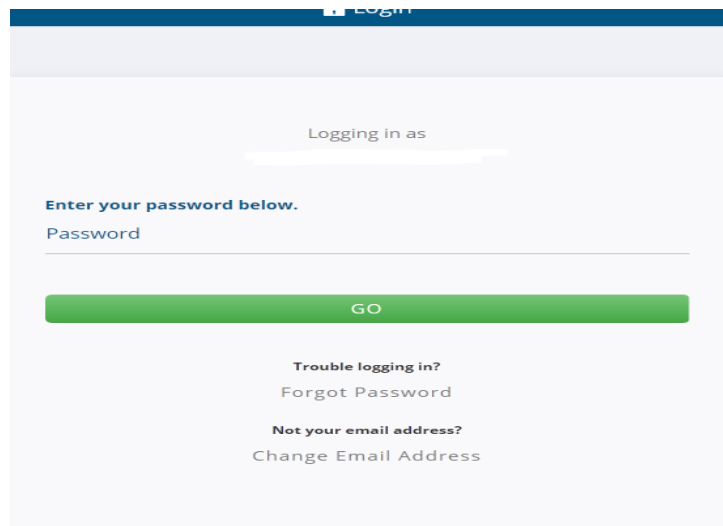 Login
Logging in as
Enter your password below.
Password
GO
Trouble logging in?
Forgot Password
Not your email address?
Change Email Address